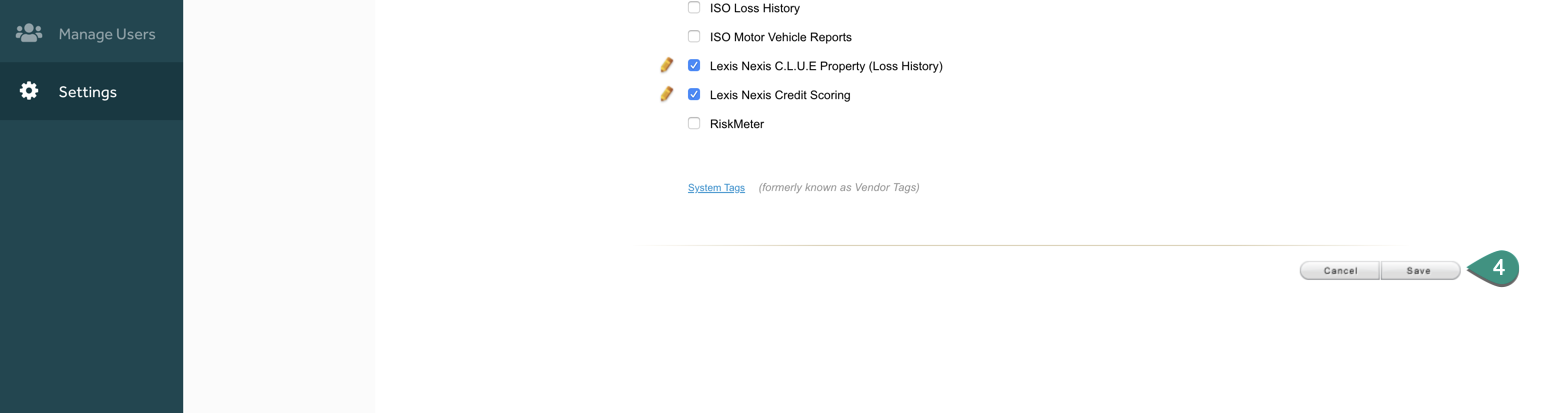 Manage Users
Settings
ISO Loss History
ISO Motor Vehicle Reports
Lexis Nexis C.L.U.E Property (Loss History)
Lexis Nexis Credit Scoring
RiskMeter
System Tags (formerly known as Vendor Tags)
Cancel Save 4